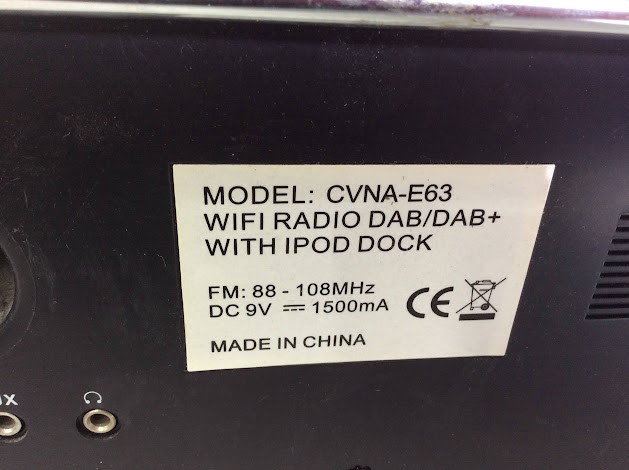 MODEL: CVNA-E63
WIFI RADIO DAB/DAB+
WITH IPOD DOCK
FM: 88 - 108MHz
DC 9V ⎓ 1500mA
CE
MADE IN CHINA